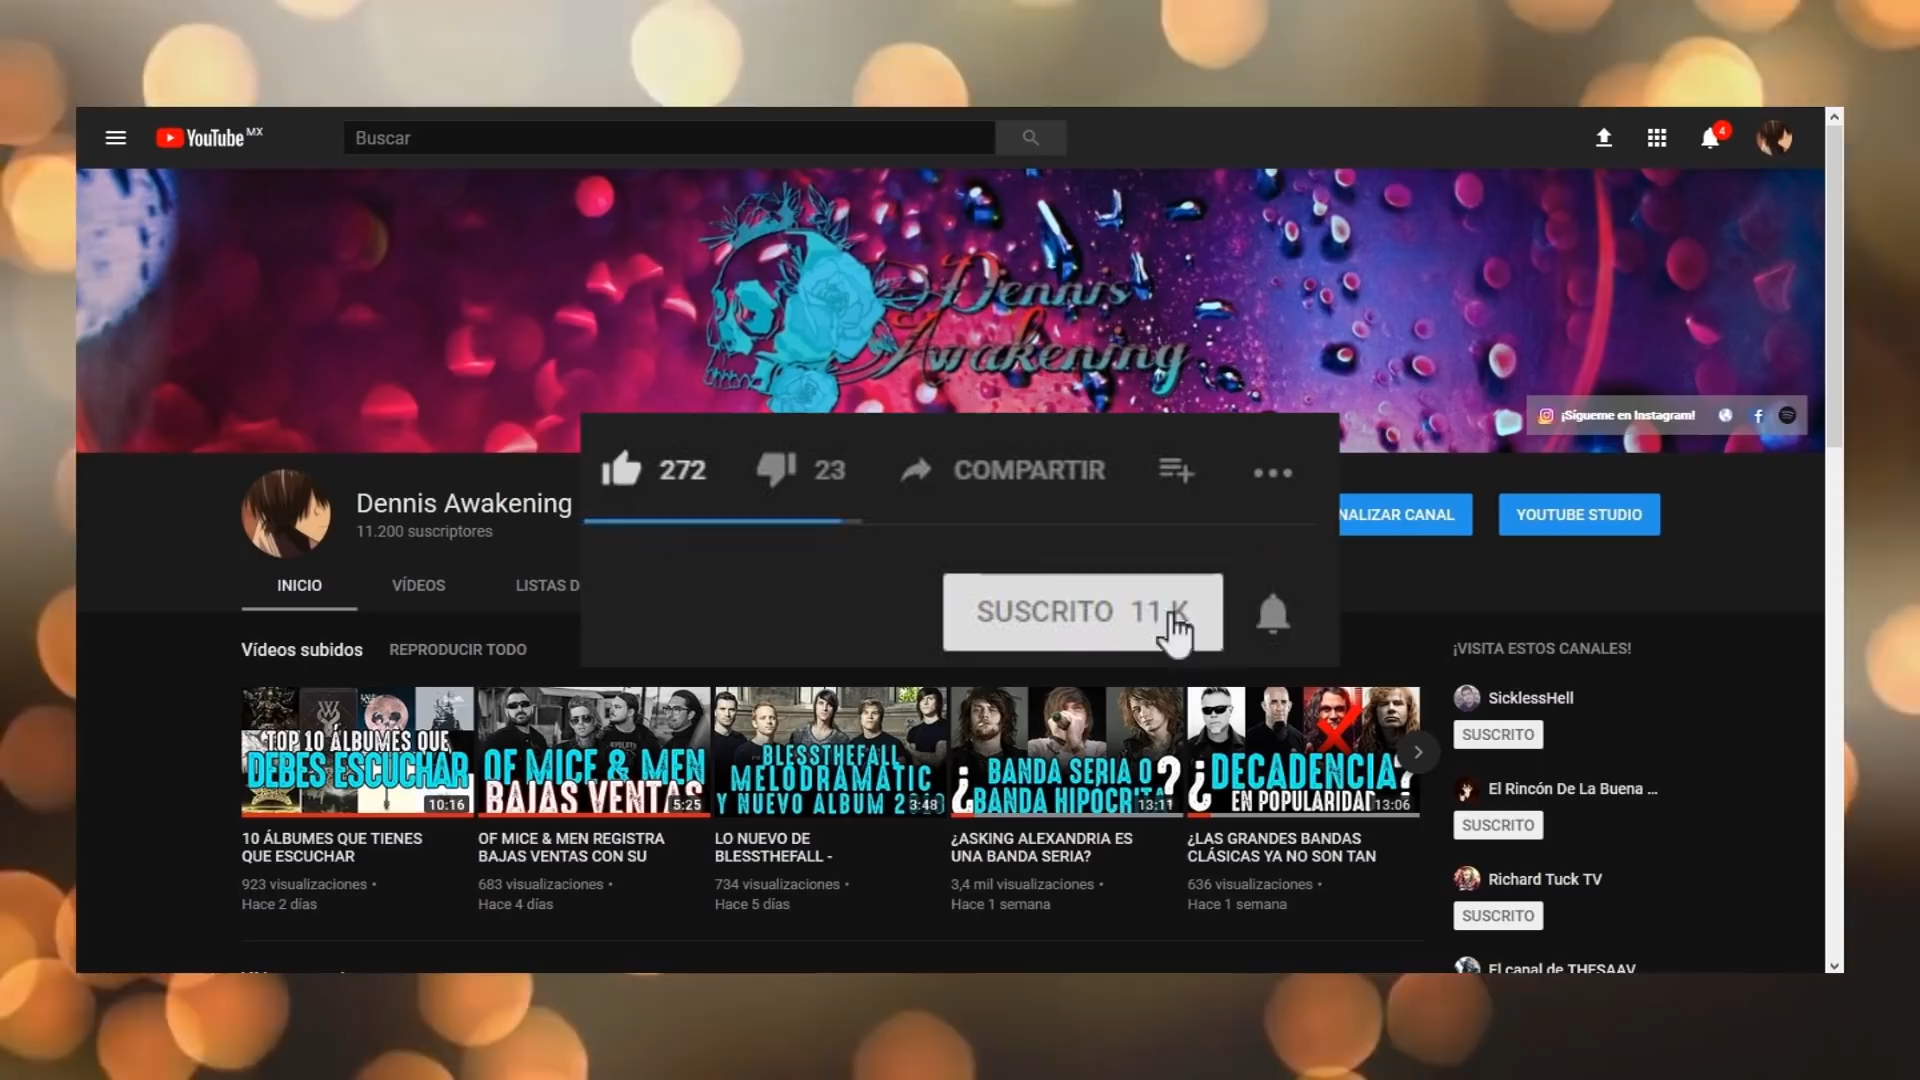 YouTube MX
Buscar
4
Dennis
Awakening
¡Sígueme en Instagram!
272
23
COMPARTIR
SUSCRITO 11 K
Dennis Awakening
11.200 suscriptores
NALIZAR CANAL
YOUTUBE STUDIO
INICIO
VÍDEOS
LISTAS D
Vídeos subidos
REPRODUCIR TODO
TOP 10 ÁLBUMES QUE
DEBES ESCUCHAR
10:16
10 ÁLBUMES QUE TIENES
QUE ESCUCHAR
923 visualizaciones •
Hace 2 días
OF MICE & MEN
BAJAS VENTAS
5:25
OF MICE & MEN REGISTRA
BAJAS VENTAS CON SU
683 visualizaciones •
Hace 4 días
BLESSTHEFALL
MELODRAMATIC
Y NUEVO ALBUM
3:48
LO NUEVO DE
BLESSTHEFALL -
734 visualizaciones •
Hace 5 días
¿BANDA SERIA O
BANDA HIPÓCRITA?
13:11
¿ASKING ALEXANDRIA ES
UNA BANDA SERIA?
3,4 mil visualizaciones •
Hace 1 semana
¿DECADENCIA?
EN POPULARIDAD
13:06
¿LAS GRANDES BANDAS
CLÁSICAS YA NO SON TAN
636 visualizaciones •
Hace 1 semana
¡VISITA ESTOS CANALES!
SicklessHell
SUSCRITO
El Rincón De La Buena ...
SUSCRITO
Richard Tuck TV
SUSCRITO
El canal de THESAAV